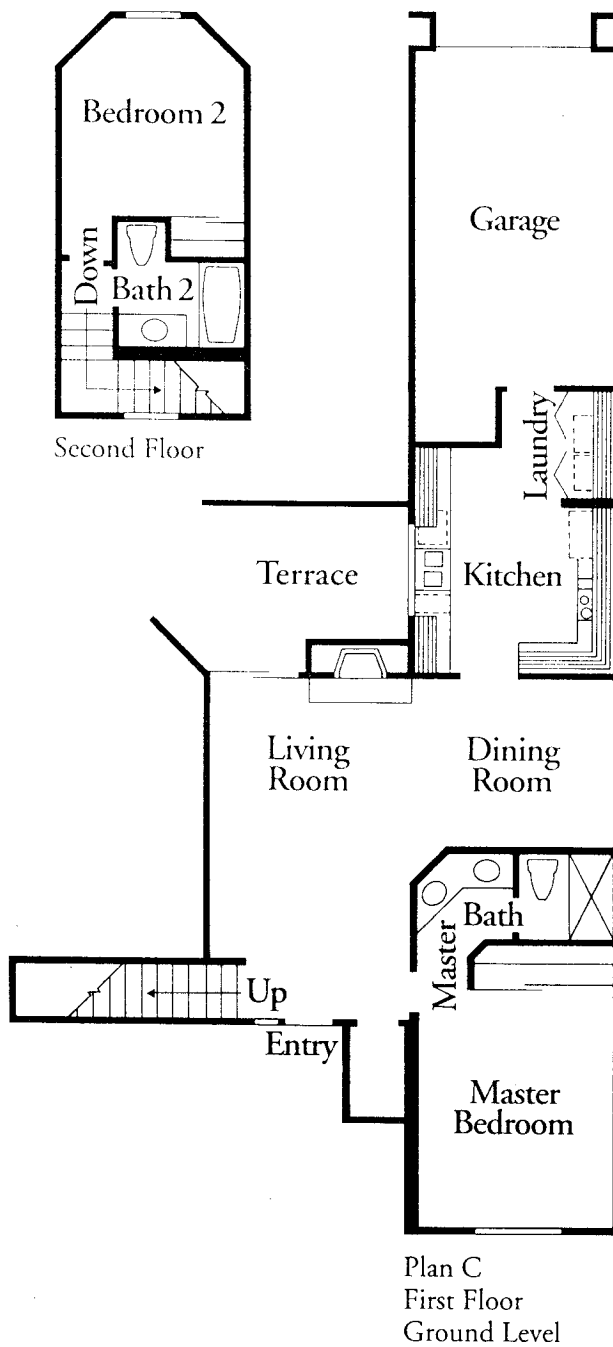 Bedroom 2
Down
Bath 2
Second Floor
Garage
Laundry
Terrace
Kitchen
Living
Room
Dining
Room
Master
Bath
Up
Entry
Master
Bedroom
Plan C
First Floor
Ground Level